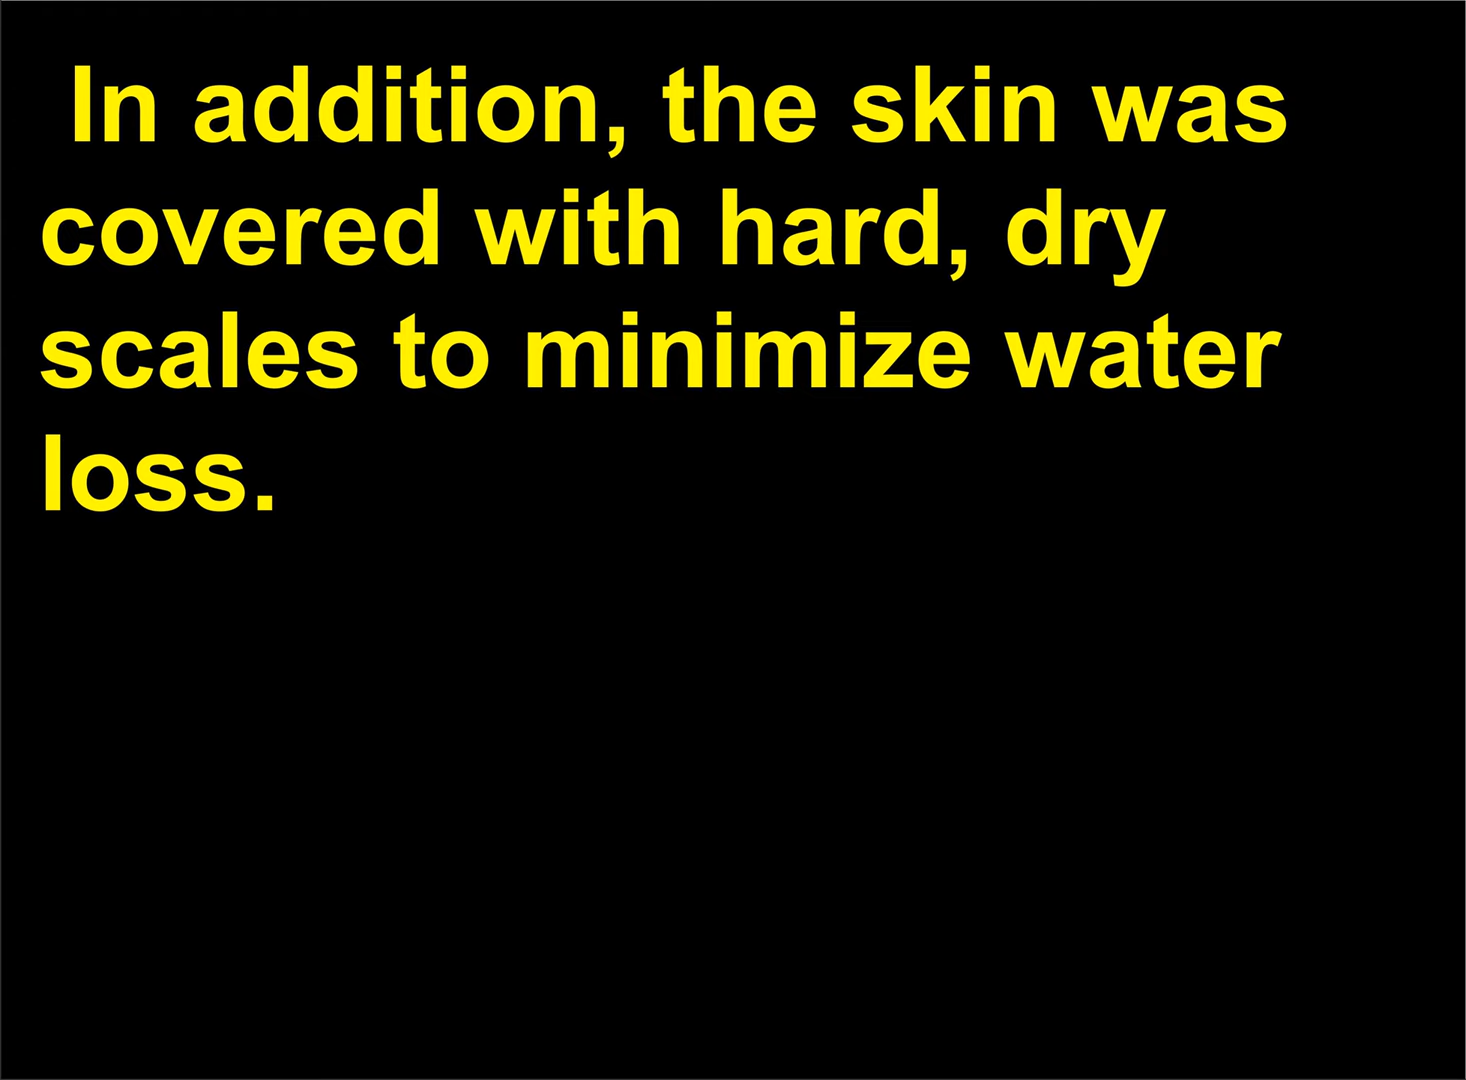 In addition, the skin was
covered with hard, dry
scales to minimize water
loss.